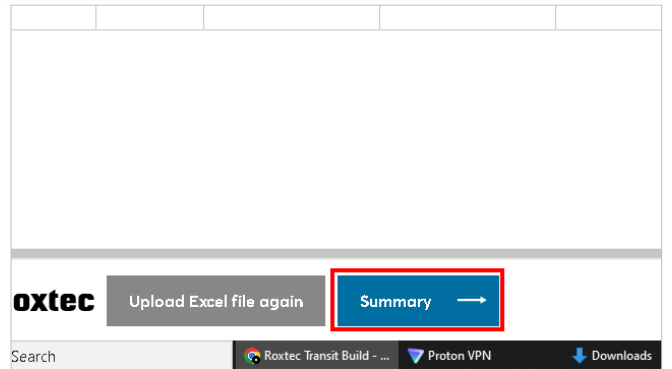 oxtec Upload Excel file again Summary →
Search Roxtec Transit Build - ... Proton VPN Downloads